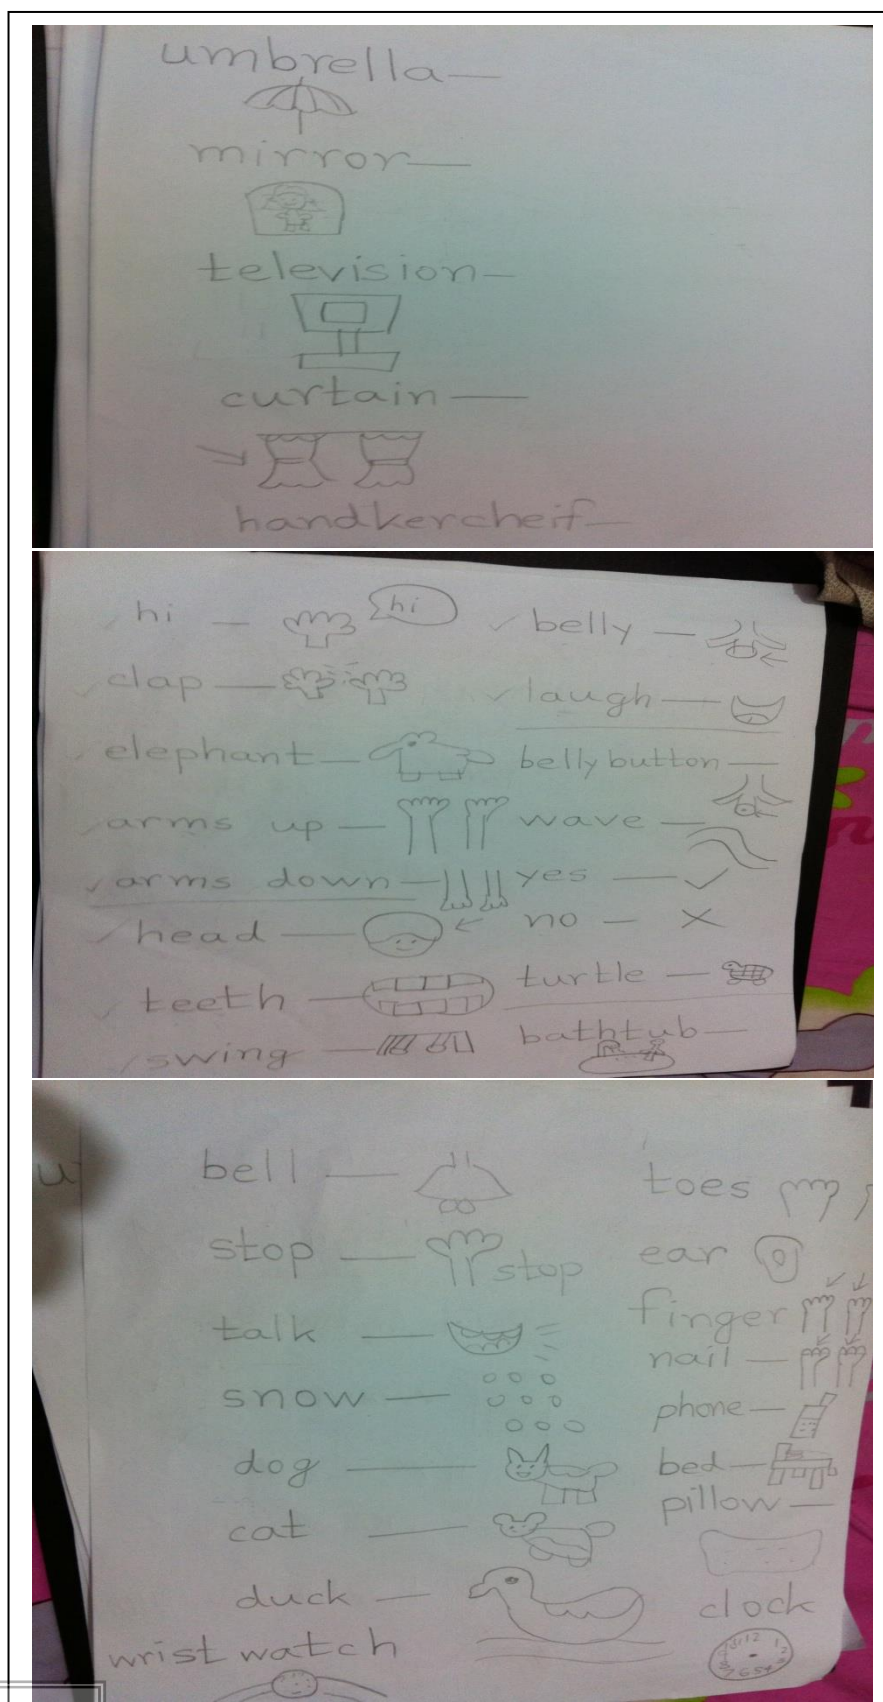 umbrella —
mirror —
television —
curtain —
handkercheif —
hi — hi
clap —
elephant —
arms up —
arms down —
head —
teeth —
swing —
belly —
laugh —
belly button —
wave —
yes — ✓
no — ×
turtle —
bathtub —
u
bell —
stop — stop
talk —
snow —
dog —
cat —
duck —
wrist watch
toes
ear
finger
nail —
phone —
bed —
pillow —
clock